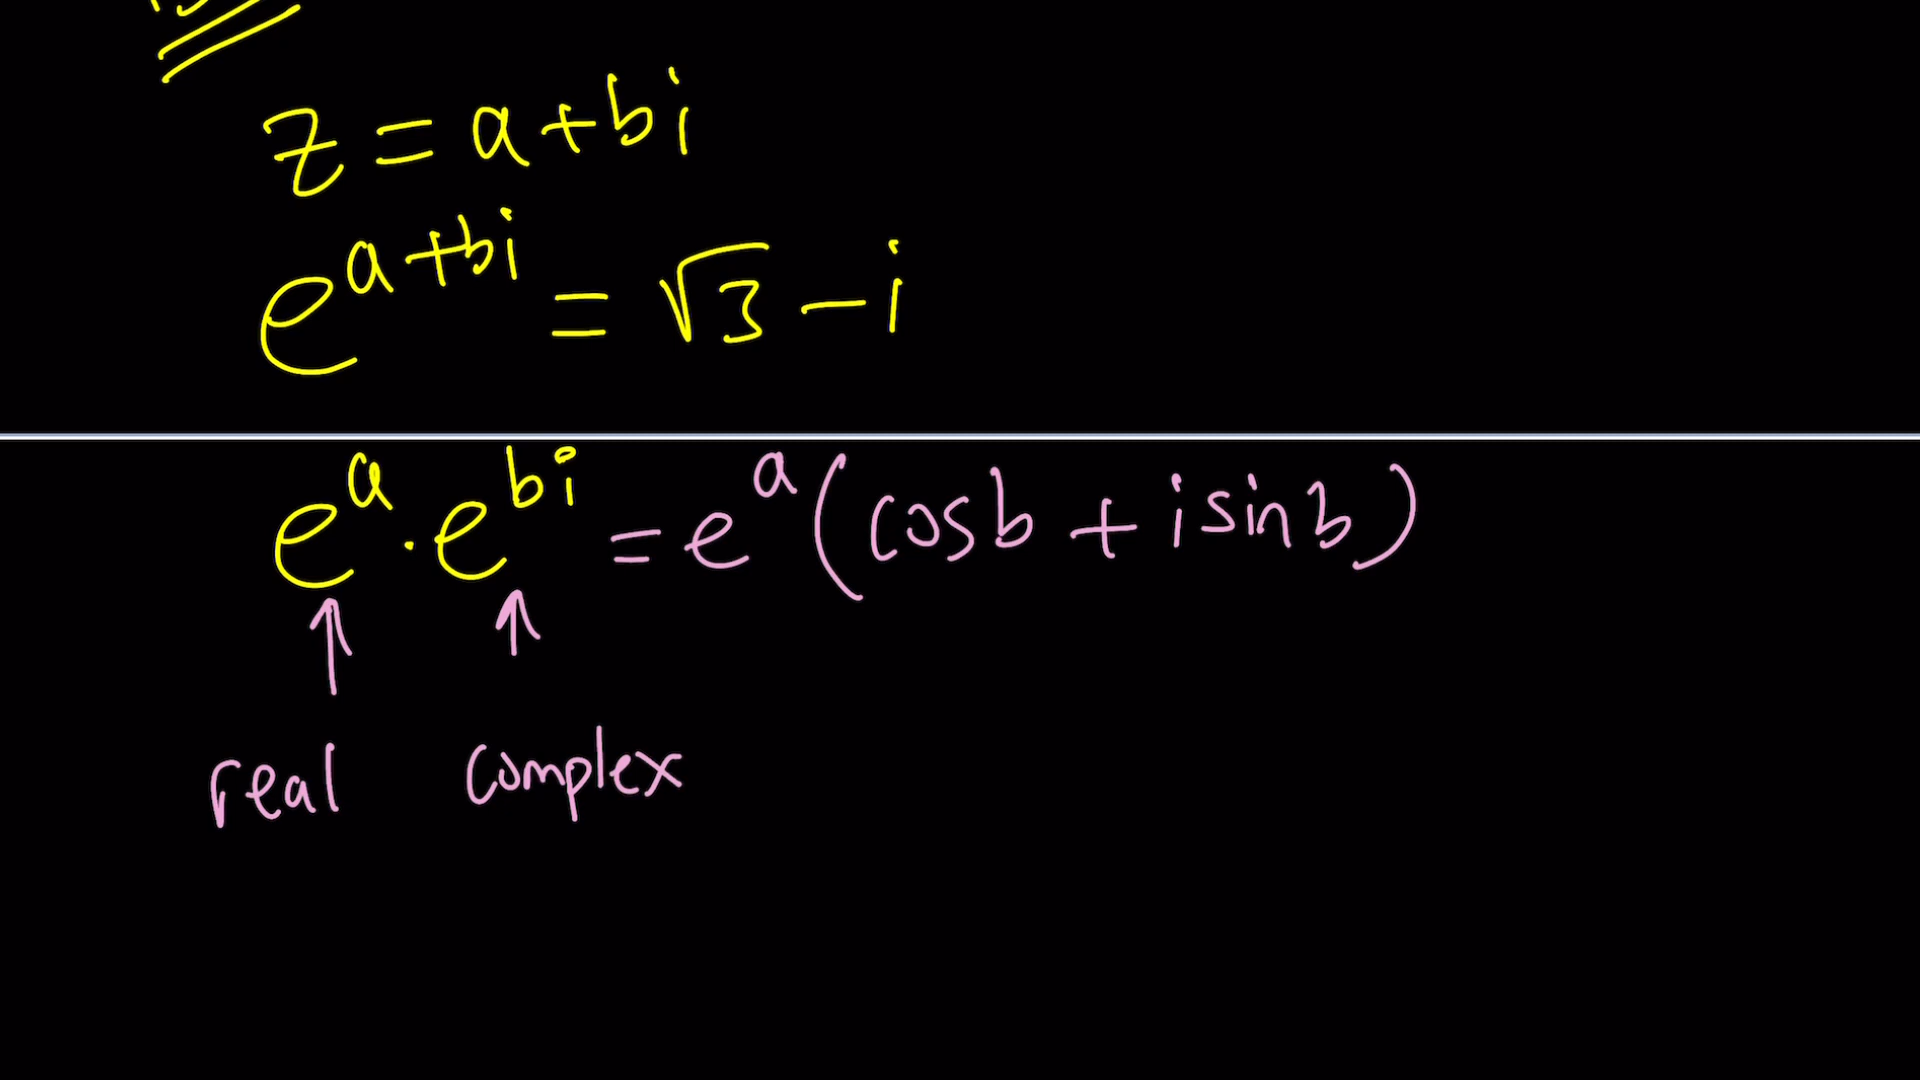 z = a + bi
e^{a+bi} = √3 − i
e^a · e^{bi} = e^a (cos b + i sin b)
real complex